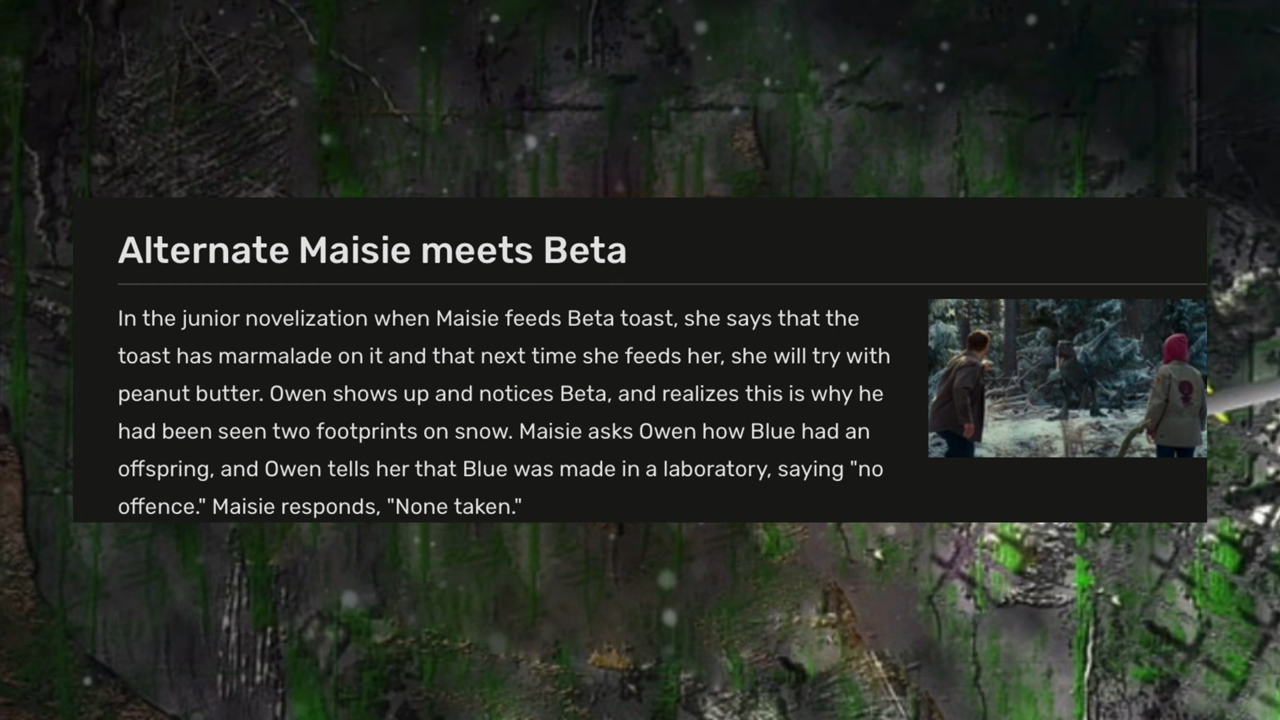 Alternate Maisie meets Beta
In the junior novelization when Maisie feeds Beta toast, she says that the
toast has marmalade on it and that next time she feeds her, she will try with
peanut butter. Owen shows up and notices Beta, and realizes this is why he
had been seen two footprints on snow. Maisie asks Owen how Blue had an
offspring, and Owen tells her that Blue was made in a laboratory, saying "no
offence." Maisie responds, "None taken."